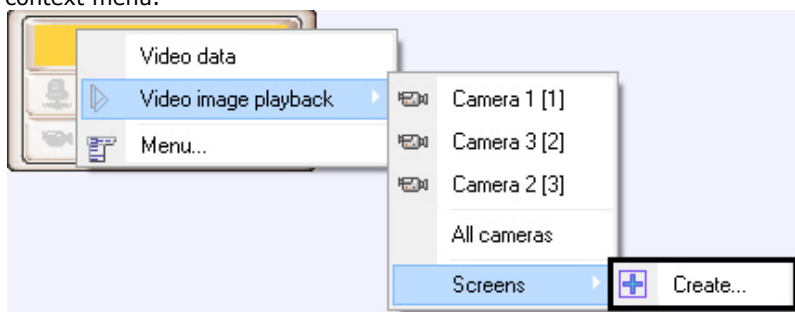 context menu.
Video data
Video image playback
Menu...
Camera 1 [1]
Camera 3 [2]
Camera 2 [3]
All cameras
Screens
Create...